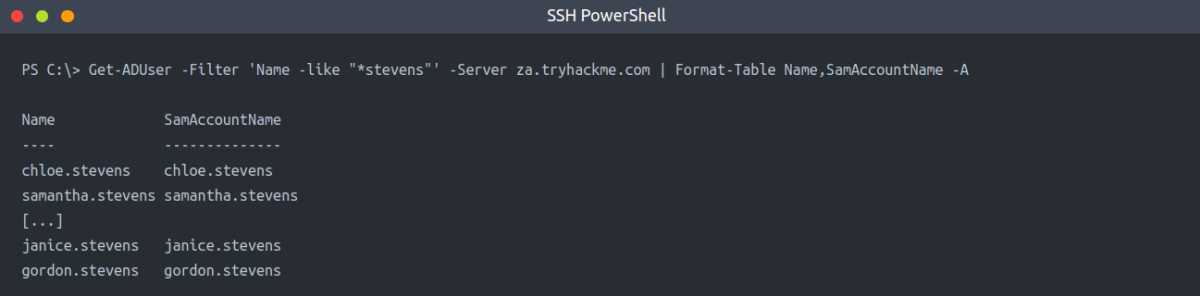 SSH PowerShell
PS C:\> Get-ADUser -Filter 'Name -like "*stevens"' -Server za.tryhackme.com | Format-Table Name,SamAccountName -A
Name             SamAccountName
----             --------------
chloe.stevens    chloe.stevens
samantha.stevens samantha.stevens
[...]
janice.stevens   janice.stevens
gordon.stevens   gordon.stevens